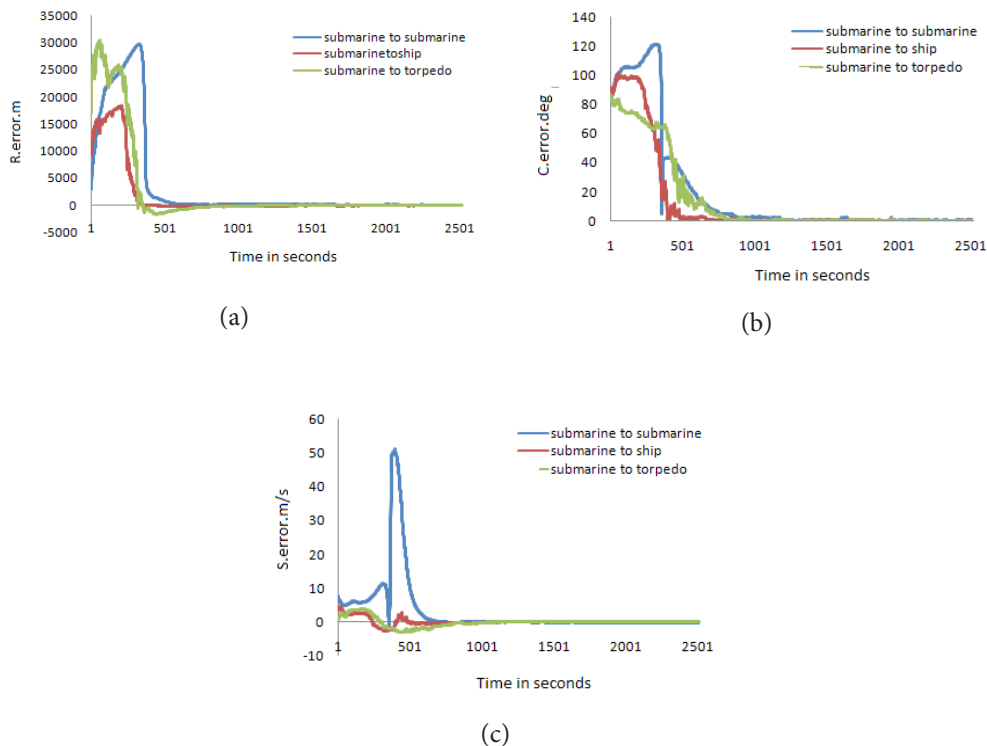 35000
30000
25000
20000
15000
10000
5000
0
-5000
R.error.m
submarine to submarine
submarinetoship
submarine to torpedo
1 501 1001 1501 2001 2501
Time in seconds
(a)
140
120
100
80
60
40
20
0
C.error.deg
submarine to submarine
submarine to ship
submarine to torpedo
1 501 1001 1501 2001 2501
Time in seconds
(b)
60
50
40
30
20
10
0
-10
S.error.m/s
submarine to submarine
submarine to ship
submarine to torpedo
1 501 1001 1501 2001 2501
Time in seconds
(c)